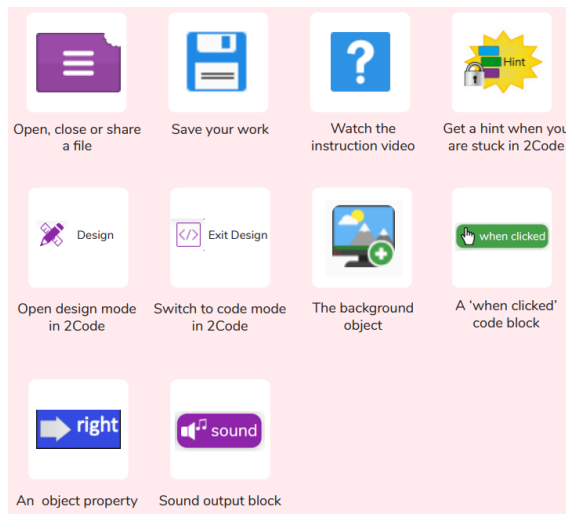 Hint
Open, close or share
a file
Save your work
Watch the
instruction video
Get a hint when you
are stuck in 2Code
Design
Exit Design
when clicked
Open design mode
in 2Code
Switch to code mode
in 2Code
The background
object
A ‘when clicked’
code block
right
sound
An object property
Sound output block